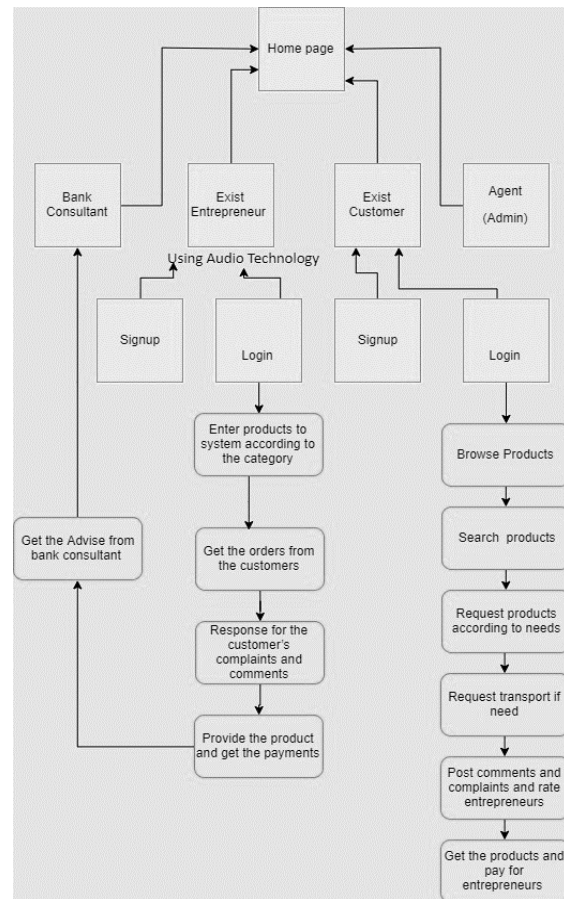 Home page
Bank
Consultant
Exist
Entrepreneur
Exist
Customer
Agent
(Admin)
Using Audio Technology
Signup
Login
Signup
Login
Enter products to
system according to
the category
Browse Products
Get the Advise from
bank consultant
Get the orders from
the customers
Search products
Response for the
customer's
complaints and
comments
Request products
according to needs
Request transport if
need
Provide the product
and get the payments
Post comments and
complaints and rate
entrepreneurs
Get the products and
pay for
entrepreneurs